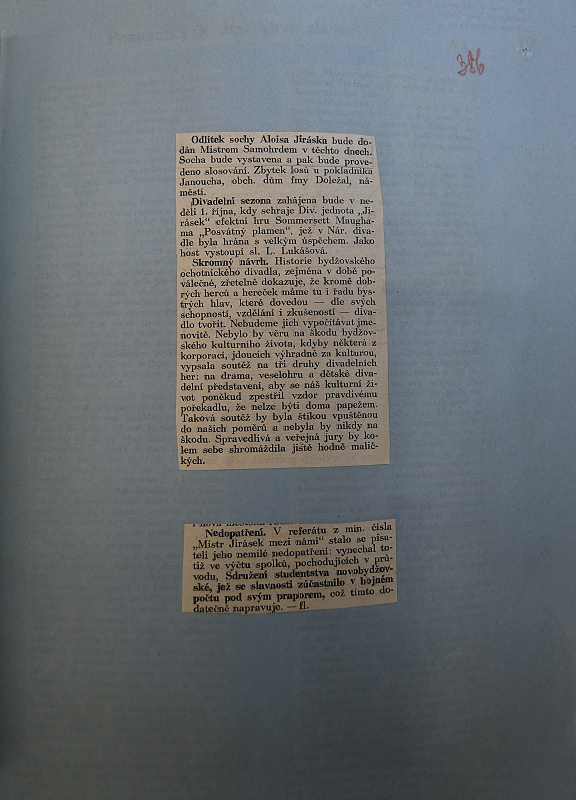 386
Odlitek sochy Aloisa Jiráska bude do-
dán Mistrem Samohrdem v těchto dnech.
Socha bude vystavena a pak bude prove-
deno slosování. Zbytek losů u pokladníka
Janoucha, obch. dům fmy Doležal, ná-
městí.
Divadelní sezona zahájena bude v ne-
děli 1. října, kdy sehraje Div. jednota „Ji-
rásek“ efektní hru Sommersett Maugha-
ma „Posvátný plamen“, jež v Nár. diva-
dle byla hrána s velkým úspěchem. Jako
host vystoupí sl. L. Lukášová.
Skromný návrh. Historie bydžovského
ochotnického divadla, zejména v době po-
válečné, zřetelně dokazuje, že kromě dob-
rých herců a hereček máme tu i řadu bys-
trých hlav, které dovedou — dle svých
schopností, vzdělání i zkušeností — diva-
dlo tvořit. Nebudeme jich vypočítávat jme-
novitě. Nebylo by věru na škodu bydžov-
ského kulturního života, kdyby některá z
korporací, jdoucích výhradně za kulturou,
vypsala soutěž na tři druhy divadelních
her: na drama, veselohru a dětské diva-
delní představení, aby se náš kulturní ži-
vot poněkud zpestřil vzdor pravdivému
pořekadlu, že nelze býti doma papežem.
Taková soutěž by byla štikou vpuštěnou
do našich poměrů a nebyla by nikdy na
škodu. Spravedlivá a veřejná jury by ko-
lem sebe shromáždila jistě hodně malič-
kých.
Nedopatření. V referátu z min. čísla
„Mistr Jirásek mezi námi“ stalo se pisa-
teli jeho nemilé nedopatření: vynechal to-
tiž ve výčtu spolků, pochodujících v prů-
vodu, Sdružení studentstva novobydžov-
ské, jež se slavnosti zúčastnilo v hojném
počtu pod svým praporem, což tímto do-
datečně napravuje. — fl.